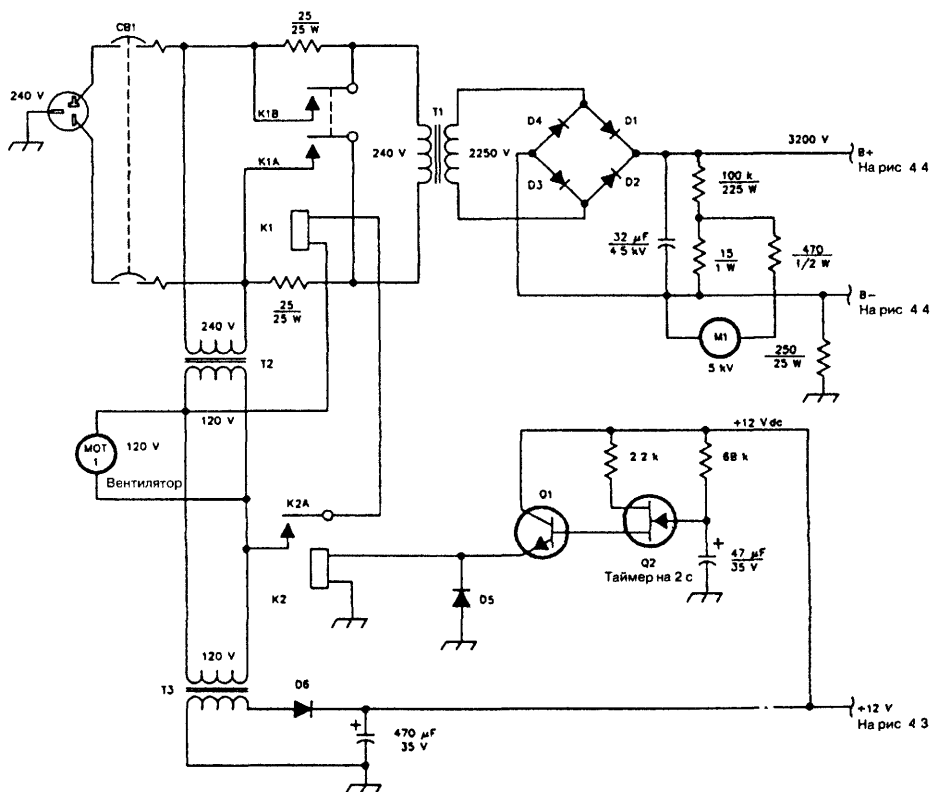 CB1
25
25 W
240 V
K1B
K1A
240 V
T1
2250 V
D4
D1
D3
D2
3200 V
B+
На рис 4 4
100 k
225 W
32 μF
4 5 kV
15
1 W
470
1/2 W
K1
25
25 W
B−
На рис 4 4
M1
5 kV
250
25 W
240 V
T2
120 V
MOT
1
120 V
Вентилятор
+12 V dc
2 2 k
68 k
Q1
K2A
Q2
Таймер на 2 с
+
47 μF
35 V
K2
D5
120 V
T3
D6
+
470 μF
35 V
+12 V
На рис 4 3